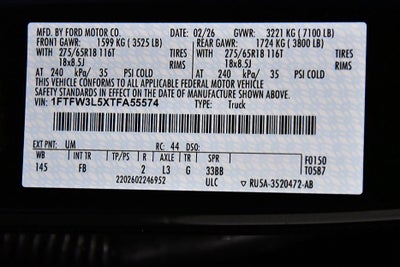 MFD. BY FORD MOTOR CO. 02/26 GVWR: 3221 KG ( 7100 LB)
FRONT GAWR: 1599 KG ( 3525 LB) REAR GAWR: 1724 KG ( 3800 LB)
275/65R18 116T TIRES 275/65R18 116T TIRES
18x8.5J RIMS 18x8.5J RIMS
AT 240 kPa/ 35 PSI COLD AT 240 kPa/ 35 PSI COLD
THIS VEHICLE CONFORMS TO ALL APPLICABLE FEDERAL MOTOR VEHICLE
SAFETY STANDARDS IN EFFECT ON THE DATE OF MANUFACTURE SHOWN ABOVE.
VIN: 1FTFW3L5XTFA55574 TYPE: Truck
EXT PNT: UM RC: 44 DSO:
WB INT TR R AXLE TR SPR F0150
145 FB 2 L3 G 33BB T0587
2202602246952 ULC RU5A-3520472-AB